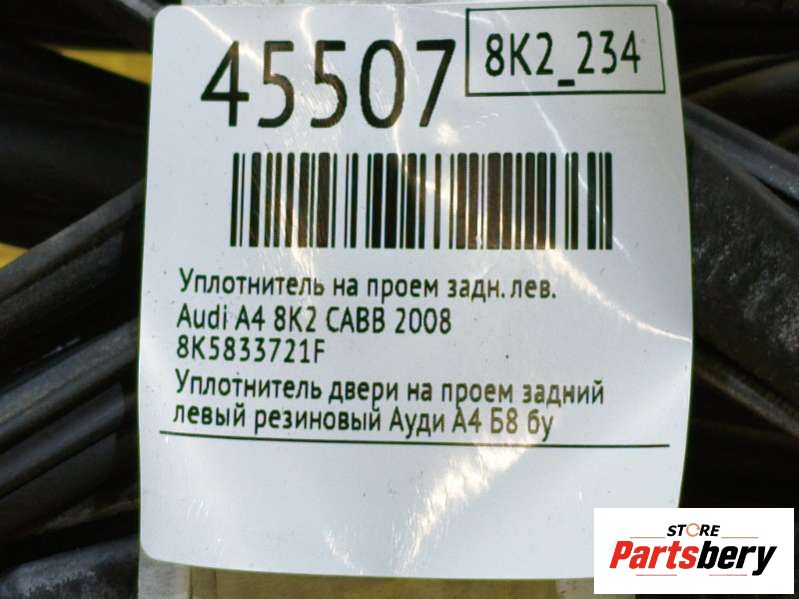 45507
8K2_234
Уплотнитель на проем задн. лев.
Audi A4 8K2 CABB 2008
8K5833721F
Уплотнитель двери на проем задний
левый резиновый Ауди А4 Б8 бу
STORE
Partsbery